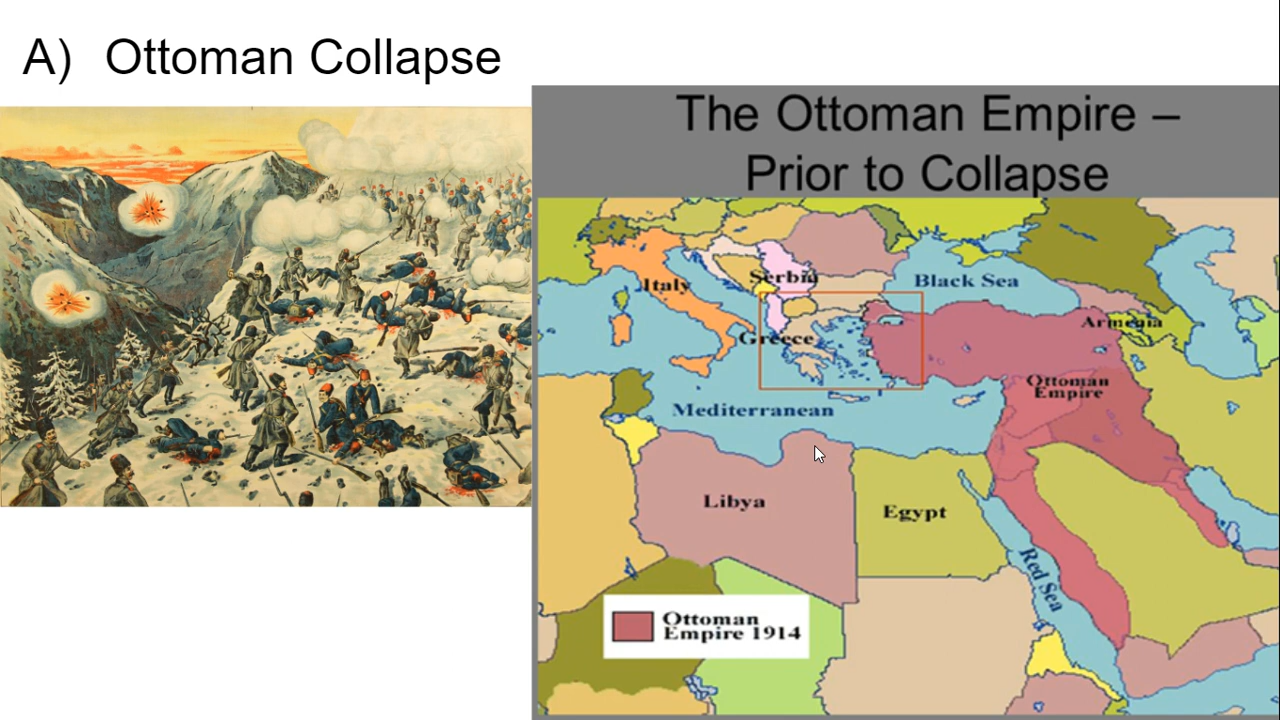 A) Ottoman Collapse
The Ottoman Empire –
Prior to Collapse
Black Sea
Serbia
Italy
Armenia
Greece
Ottoman
Empire
Mediterranean
Libya
Egypt
Red Sea
Ottoman
Empire 1914